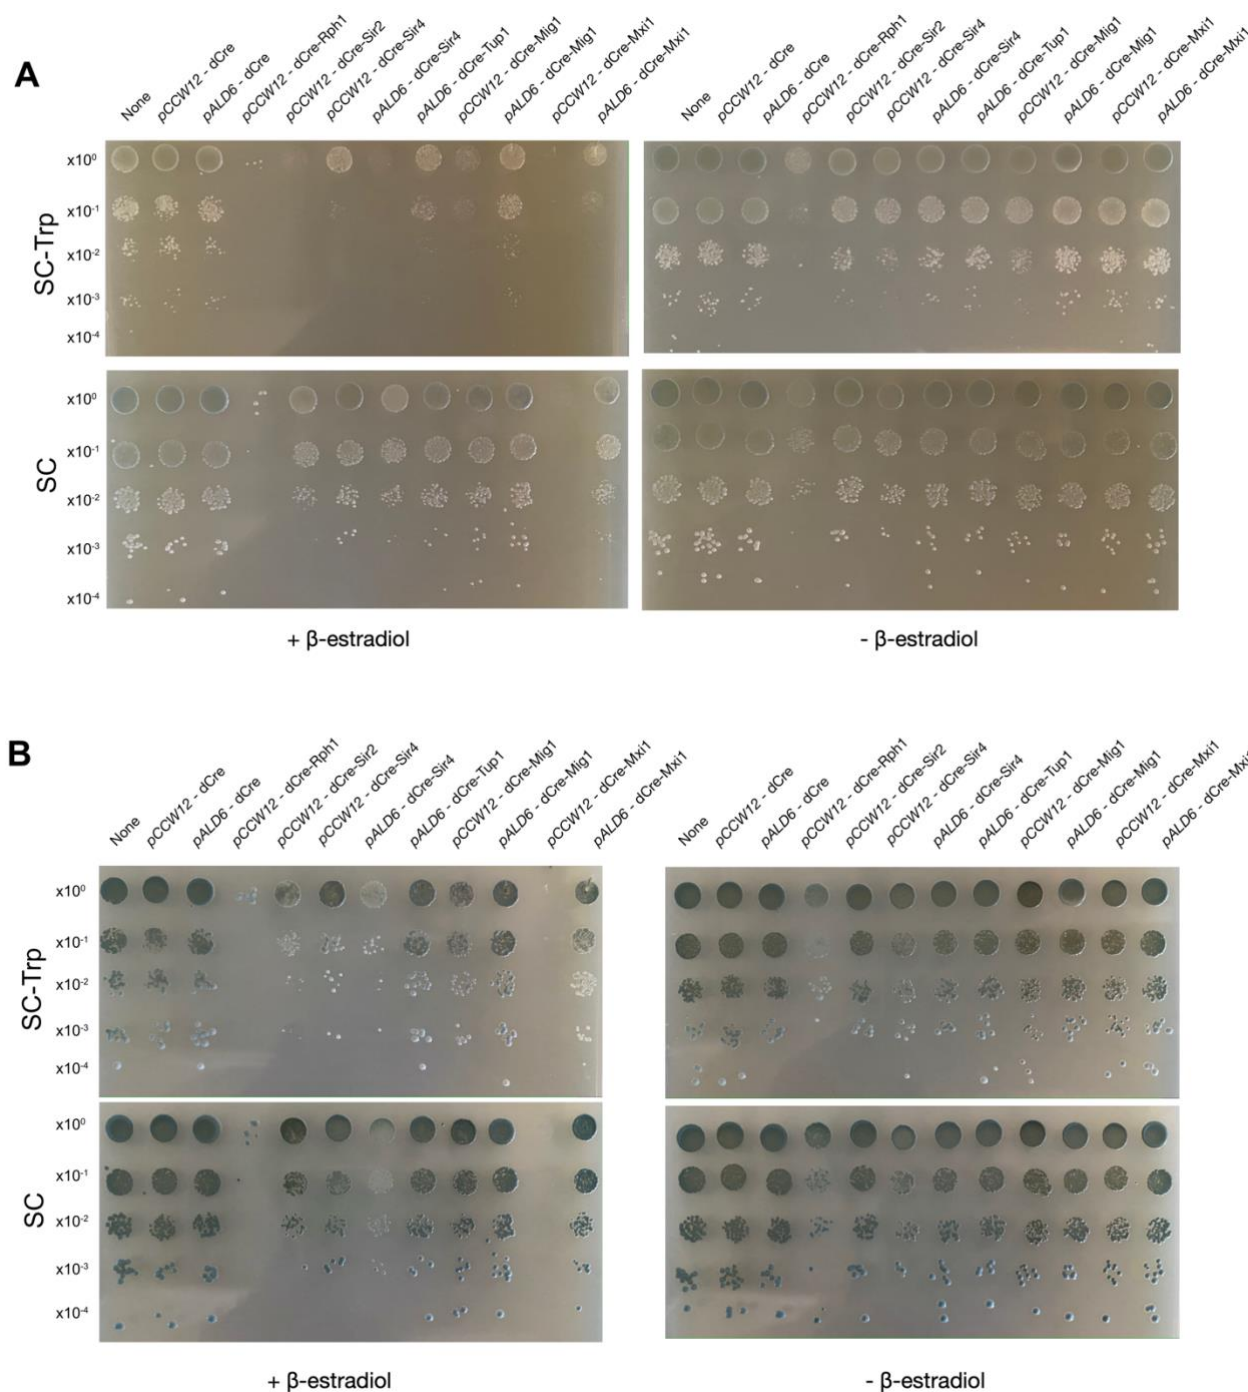 A
None
pCCW12 - dCre
pALD6 - dCre
pCCW12 - dCre-Rph1
pCCW12 - dCre-Sir2
pCCW12 - dCre-Sir4
pALD6 - dCre-Sir4
pALD6 - dCre-Tup1
pCCW12 - dCre-Mig1
pALD6 - dCre-Mig1
pCCW12 - dCre-Mxi1
pALD6 - dCre-Mxi1
None
pCCW12 - dCre
pALD6 - dCre
pCCW12 - dCre-Rph1
pCCW12 - dCre-Sir2
pCCW12 - dCre-Sir4
pALD6 - dCre-Sir4
pALD6 - dCre-Tup1
pCCW12 - dCre-Mig1
pALD6 - dCre-Mig1
pCCW12 - dCre-Mxi1
pALD6 - dCre-Mxi1
SC-Trp
x10⁰
x10⁻¹
x10⁻²
x10⁻³
x10⁻⁴
SC
x10⁰
x10⁻¹
x10⁻²
x10⁻³
x10⁻⁴
+ β-estradiol
- β-estradiol
B
None
pCCW12 - dCre
pALD6 - dCre
pCCW12 - dCre-Rph1
pCCW12 - dCre-Sir2
pCCW12 - dCre-Sir4
pALD6 - dCre-Sir4
pALD6 - dCre-Tup1
pCCW12 - dCre-Mig1
pALD6 - dCre-Mig1
pCCW12 - dCre-Mxi1
pALD6 - dCre-Mxi1
None
pCCW12 - dCre
pALD6 - dCre
pCCW12 - dCre-Rph1
pCCW12 - dCre-Sir2
pCCW12 - dCre-Sir4
pALD6 - dCre-Sir4
pALD6 - dCre-Tup1
pCCW12 - dCre-Mig1
pALD6 - dCre-Mig1
pCCW12 - dCre-Mxi1
pALD6 - dCre-Mxi1
SC-Trp
x10⁰
x10⁻¹
x10⁻²
x10⁻³
x10⁻⁴
SC
x10⁰
x10⁻¹
x10⁻²
x10⁻³
x10⁻⁴
+ β-estradiol
- β-estradiol